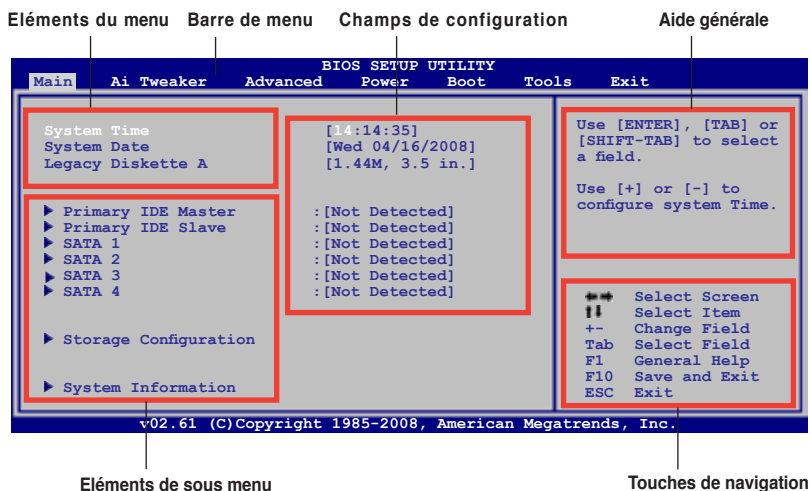 Eléments du menu Barre de menu Champs de configuration Aide générale
BIOS SETUP UTILITY
Main Ai Tweaker Advanced Power Boot Tools Exit
System Time [14:14:35]
System Date [Wed 04/16/2008]
Legacy Diskette A [1.44M, 3.5 in.]
Primary IDE Master :[Not Detected]
Primary IDE Slave :[Not Detected]
SATA 1 :[Not Detected]
SATA 2 :[Not Detected]
SATA 3 :[Not Detected]
SATA 4 :[Not Detected]
Storage Configuration
System Information
Use [ENTER], [TAB] or
[SHIFT-TAB] to select
a field.
Use [+] or [-] to
configure system Time.
Select Screen
Select Item
+- Change Field
Tab Select Field
F1 General Help
F10 Save and Exit
ESC Exit
v02.61 (C)Copyright 1985-2008, American Megatrends, Inc.
Eléments de sous menu Touches de navigation